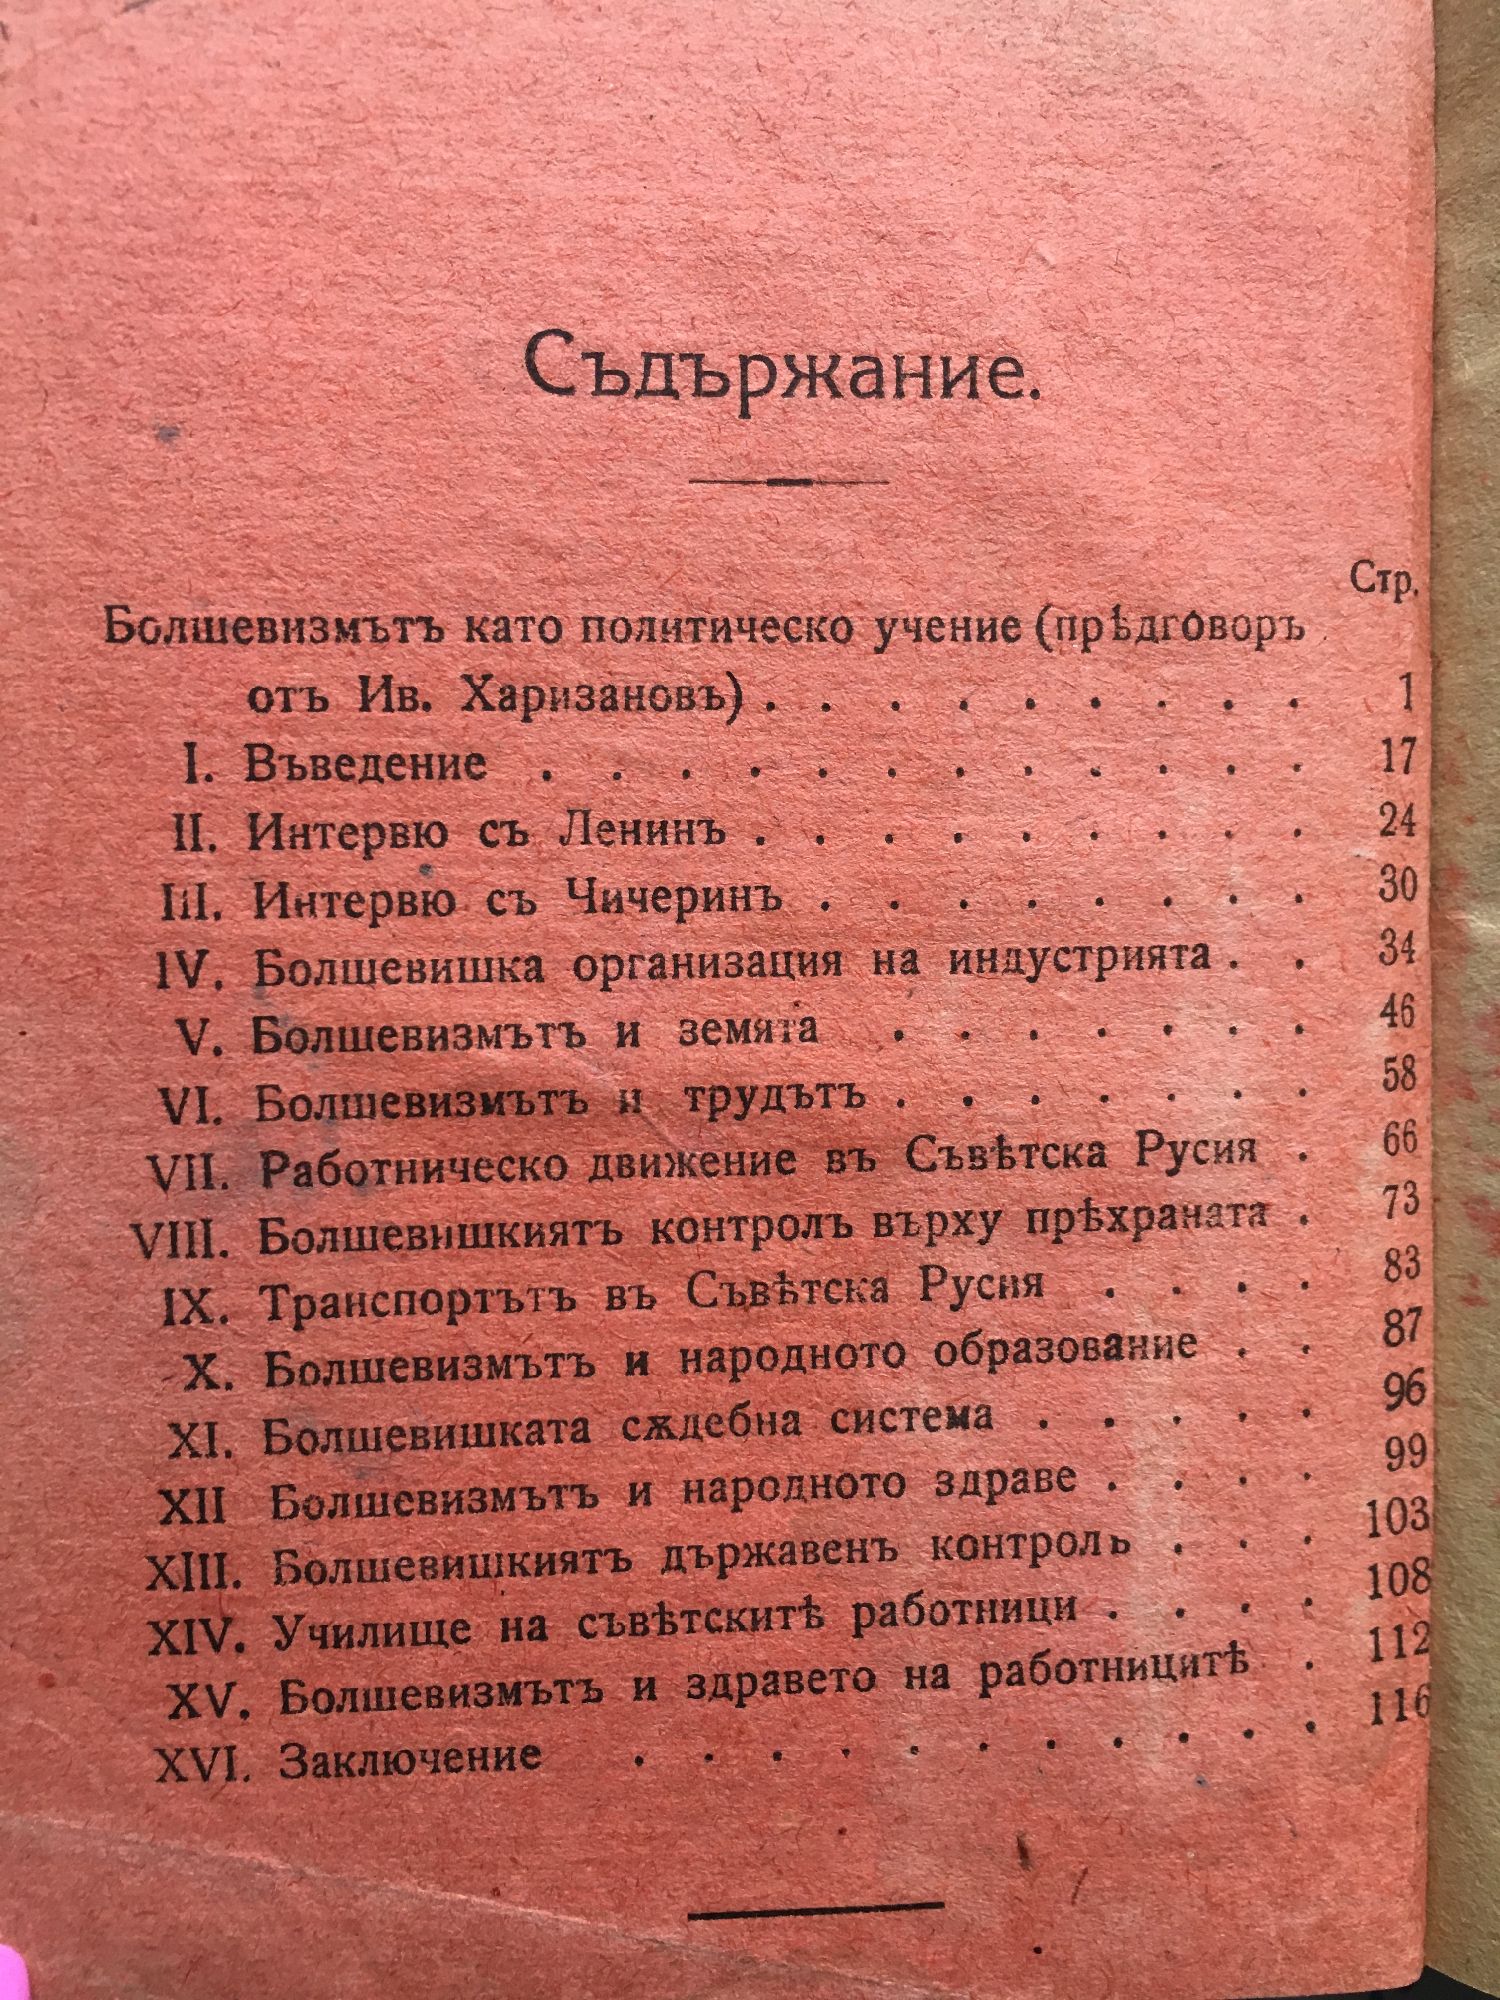 Съдържание.
Стр.
Болшевизмътъ като политическо учение (прѣдговоръ
отъ Ив. Харизановъ) . . . . . . . . . 1
I. Въведение . . . . . . . . . . . . 17
II. Интервю съ Ленинъ . . . . . . . . . 24
III. Интервю съ Чичеринъ . . . . . . . . 30
IV. Болшевишка организация на индустрията . . 34
V. Болшевизмътъ и земята . . . . . . . 46
VI. Болшевизмътъ и трудътъ . . . . . . . 58
VII. Работническо движение въ Съвѣтска Русия . 66
VIII. Болшевишкиятъ контролъ върху прѣхраната . 73
IX. Транспортътъ въ Съвѣтска Русия . . . . 83
X. Болшевизмътъ и народното образование . . 87
XI. Болшевишката сѫдебна система . . . . . 96
XII Болшевизмътъ и народното здраве . . . . 99
XIII. Болшевишкиятъ държавенъ контроль . . . 103
XIV. Училище на съвѣтскитѣ работници . . . . 108
XV. Болшевизмътъ и здравето на работницитѣ . 112
XVI. Заключение . . . . . . . . . . . 116